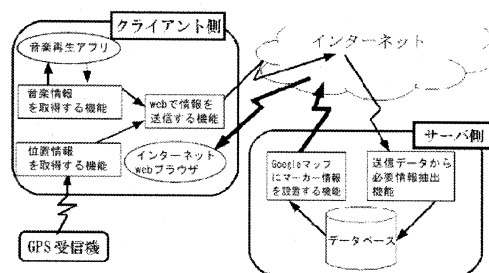 クライアント側
音楽再生アプリ
音楽情報
を取得する機能
webで情報を
送信する機能
位置情報
を取得する機能
インターネット
webブラウザ
GPS受信機
インターネット
サーバ側
Googleマップ
にマーカー情報
を設置する機能
送信データから
必要情報抽出
機能
データベース